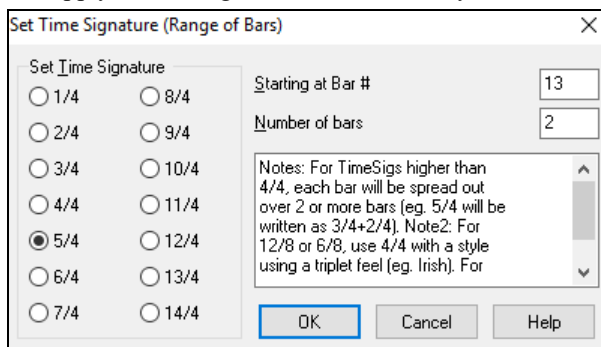 Set Time Signature (Range of Bars)
Set Time Signature
1/4 8/4
2/4 9/4
3/4 10/4
4/4 11/4
5/4 12/4
6/4 13/4
7/4 14/4
Starting at Bar # 13
Number of bars 2
Notes: For TimeSigs higher than
4/4, each bar will be spread out
over 2 or more bars (eg. 5/4 will be
written as 3/4+2/4). Note2: For
12/8 or 6/8, use 4/4 with a style
using a triplet feel (eg. Irish). For
OK Cancel Help